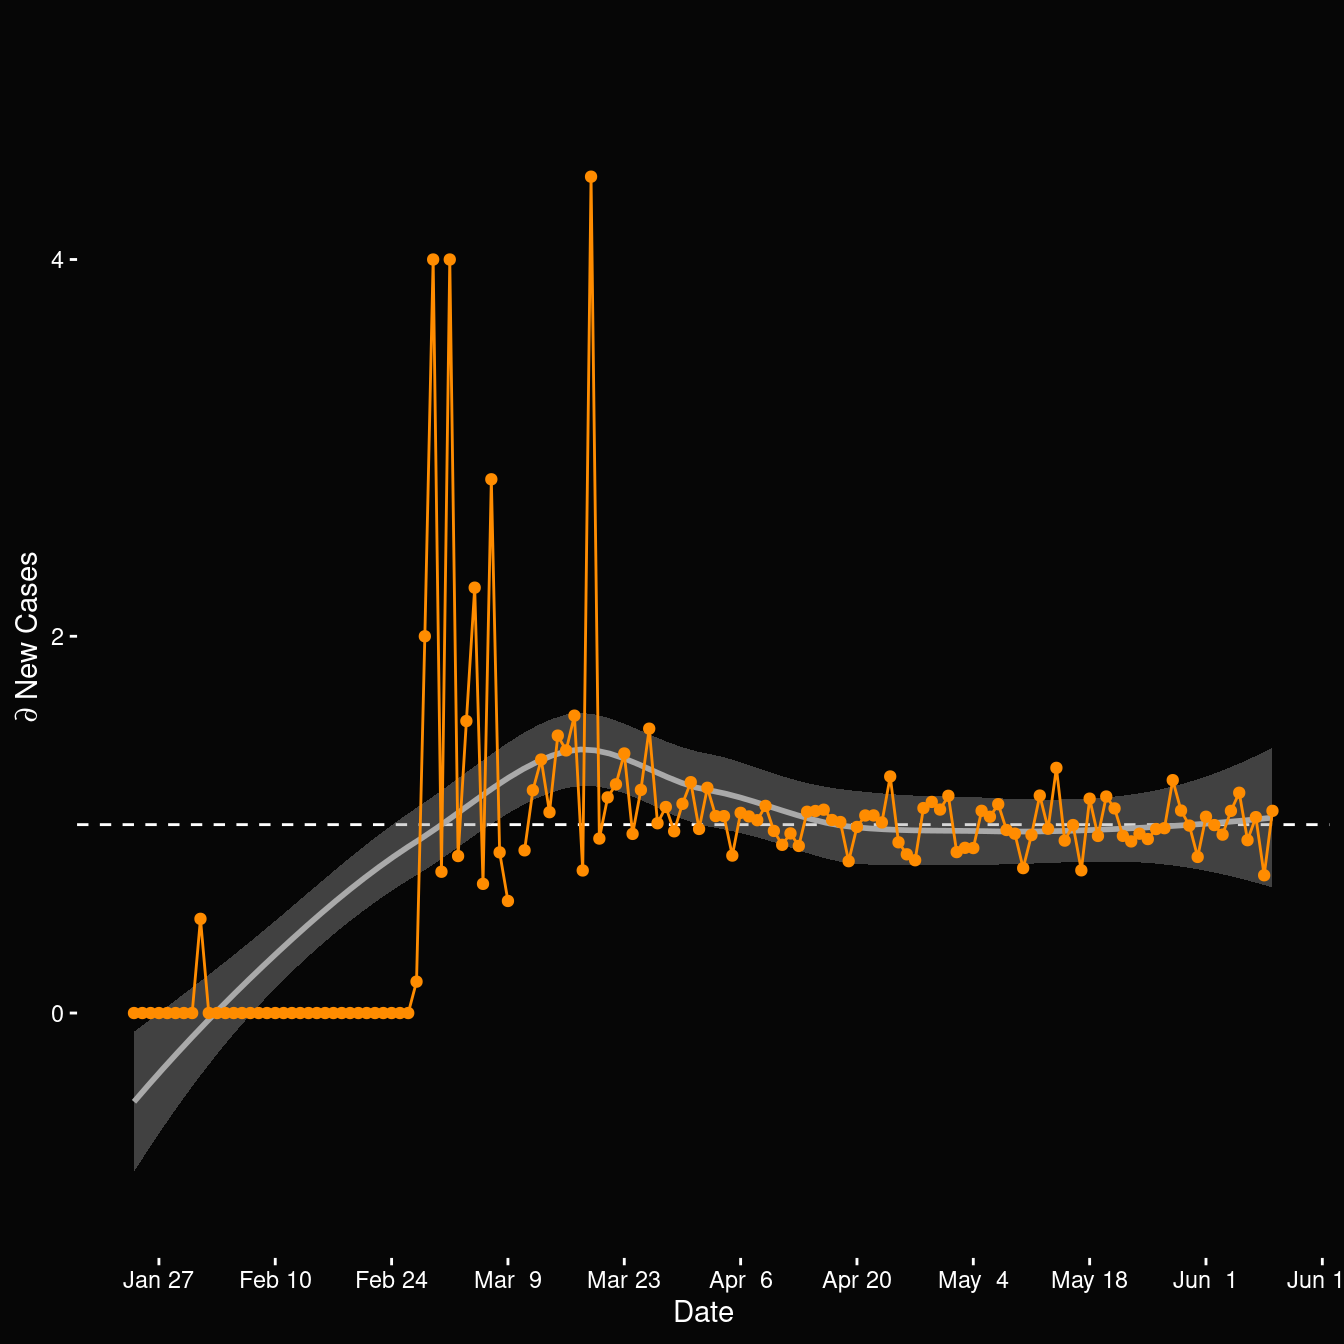 ∂ New Cases
4
2
0
Jan 27 Feb 10 Feb 24 Mar  9 Mar 23 Apr  6 Apr 20 May  4 May 18 Jun  1 Jun 1
Date